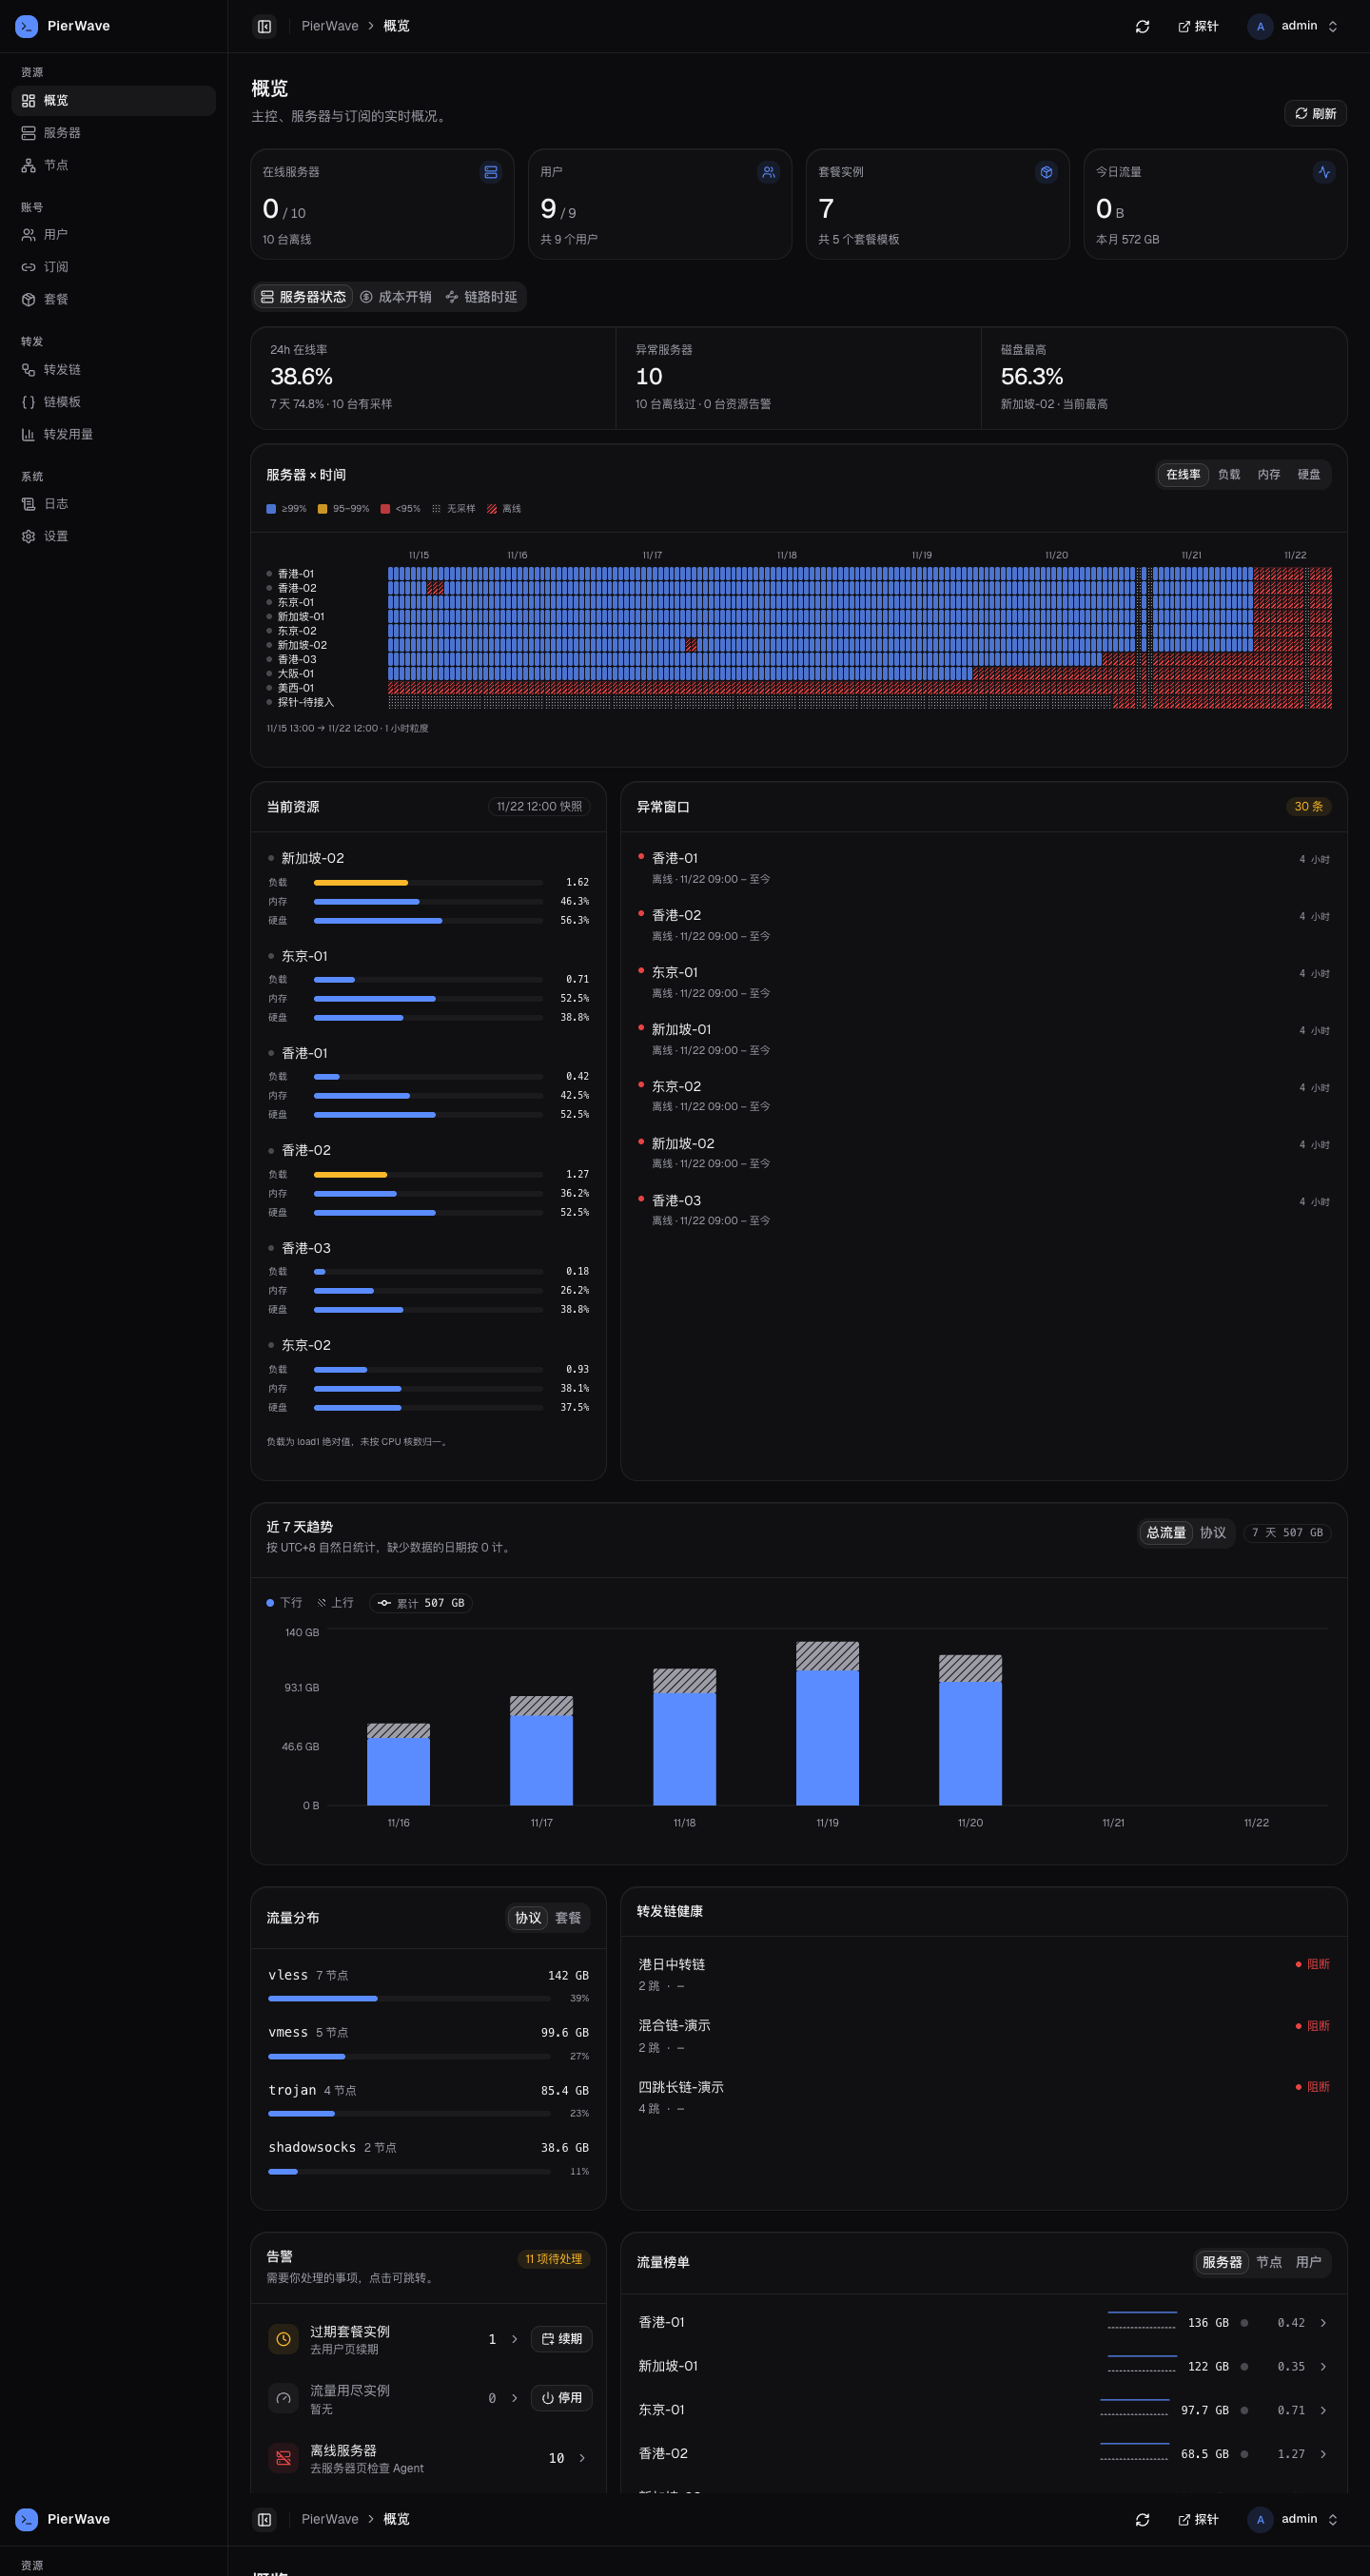 PierWave
PierWave > 概览
探针
A admin
资源
概览
服务器
节点
账号
用户
订阅
套餐
转发
转发链
链模板
转发用量
系统
日志
设置
概览
主控、服务器与订阅的实时概况。
刷新
在线服务器
0 / 10
10 台离线
用户
9 / 9
共 9 个用户
套餐实例
7
共 5 个套餐模板
今日流量
0 B
本月 572 GB
服务器状态 成本开销 链路时延
24h 在线率
38.6%
7 天 74.8% · 10 台有采样
异常服务器
10
10 台离线过 · 0 台资源告警
磁盘最高
56.3%
新加坡-02 · 当前最高
服务器 × 时间
在线率 负载 内存 硬盘
≥99% 95–99% <95% 无采样 离线
11/15 11/16 11/17 11/18 11/19 11/20 11/21 11/22
香港-01
香港-02
东京-01
新加坡-01
东京-02
新加坡-02
香港-03
大阪-01
美西-01
探针-待接入
11/15 13:00 → 11/22 12:00 · 1 小时粒度
当前资源
11/22 12:00 快照
新加坡-02
负载 1.62
内存 46.3%
硬盘 56.3%
东京-01
负载 0.71
内存 52.5%
硬盘 38.8%
香港-01
负载 0.42
内存 42.5%
硬盘 52.5%
香港-02
负载 1.27
内存 36.2%
硬盘 52.5%
香港-03
负载 0.18
内存 26.2%
硬盘 38.8%
东京-02
负载 0.93
内存 38.1%
硬盘 37.5%
负载为 load1 绝对值，未按 CPU 核数归一。
异常窗口
30 条
香港-01 4 小时
离线 · 11/22 09:00 – 至今
香港-02 4 小时
离线 · 11/22 09:00 – 至今
东京-01 4 小时
离线 · 11/22 09:00 – 至今
新加坡-01 4 小时
离线 · 11/22 09:00 – 至今
东京-02 4 小时
离线 · 11/22 09:00 – 至今
新加坡-02 4 小时
离线 · 11/22 09:00 – 至今
香港-03 4 小时
离线 · 11/22 09:00 – 至今
近 7 天趋势
按 UTC+8 自然日统计，缺少数据的日期按 0 计。
总流量 协议 7 天 507 GB
下行 上行 累计 507 GB
140 GB
93.1 GB
46.6 GB
0 B
11/16 11/17 11/18 11/19 11/20 11/21 11/22
流量分布
协议 套餐
vless 7 节点 142 GB
39%
vmess 5 节点 99.6 GB
27%
trojan 4 节点 85.4 GB
23%
shadowsocks 2 节点 38.6 GB
11%
转发链健康
港日中转链 阻断
2 跳 · —
混合链-演示 阻断
2 跳 · —
四跳长链-演示 阻断
4 跳 · —
告警
11 项待处理
需要你处理的事项，点击可跳转。
过期套餐实例 1 > 续期
去用户页续期
流量用尽实例 0 > 停用
暂无
离线服务器 10 >
去服务器页检查 Agent
流量榜单
服务器 节点 用户
香港-01 136 GB 0.42 >
新加坡-01 122 GB 0.35 >
东京-01 97.7 GB 0.71 >
香港-02 68.5 GB 1.27 >
PierWave
PierWave > 概览
探针
A admin
资源